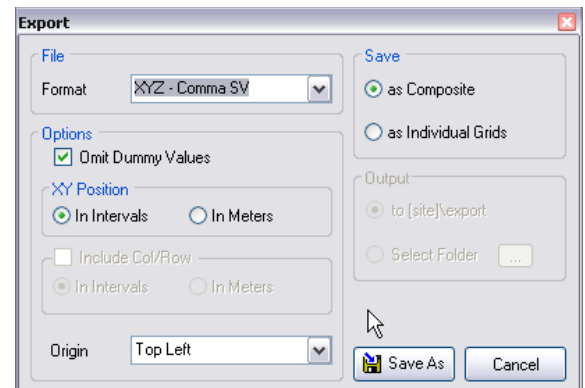 Export
File
Format XYZ - Comma SV
Options
Omit Dummy Values
XY Position
In Intervals In Meters
Include Col/Row
In Intervals In Meters
Origin Top Left
Save
as Composite
as Individual Grids
Output
to [site]\export
Select Folder ...
Save As Cancel